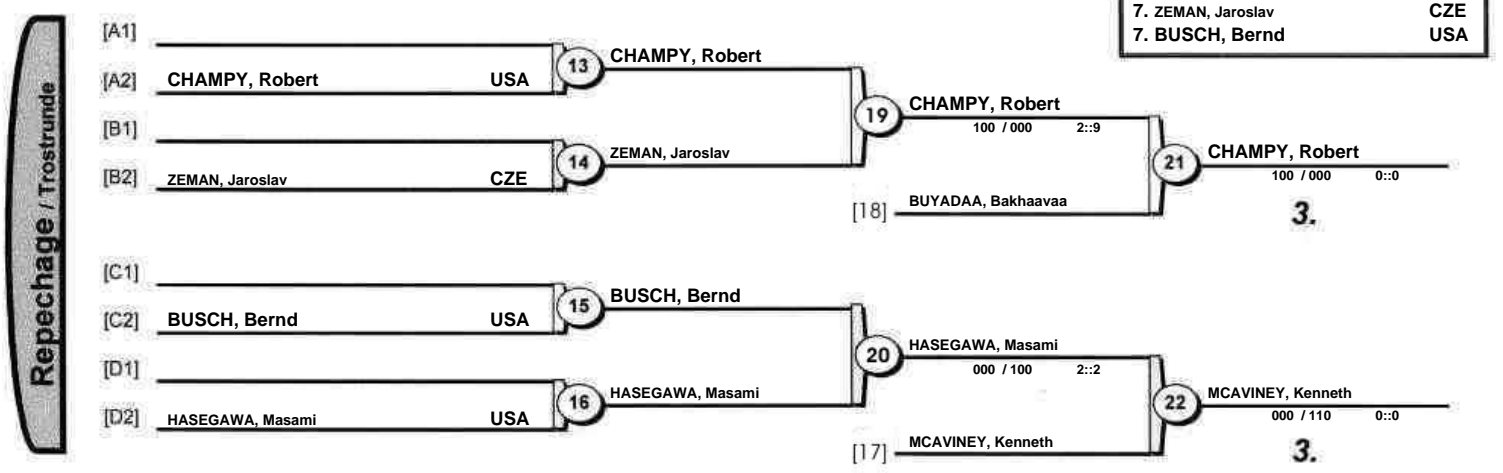 7. ZEMAN, Jaroslav CZE
7. BUSCH, Bernd USA
Repechage / Trostrunde
[A1]
[A2] CHAMPY, Robert USA
13 CHAMPY, Robert
[B1]
[B2] ZEMAN, Jaroslav CZE
14 ZEMAN, Jaroslav
19 CHAMPY, Robert
100 / 000 2::9
[18] BUYADAA, Bakhaavaa
21 CHAMPY, Robert
100 / 000 0::0
3.
[C1]
[C2] BUSCH, Bernd USA
15 BUSCH, Bernd
[D1]
[D2] HASEGAWA, Masami USA
16 HASEGAWA, Masami
20 HASEGAWA, Masami
000 / 100 2::2
[17] MCAVINEY, Kenneth
22 MCAVINEY, Kenneth
000 / 110 0::0
3.